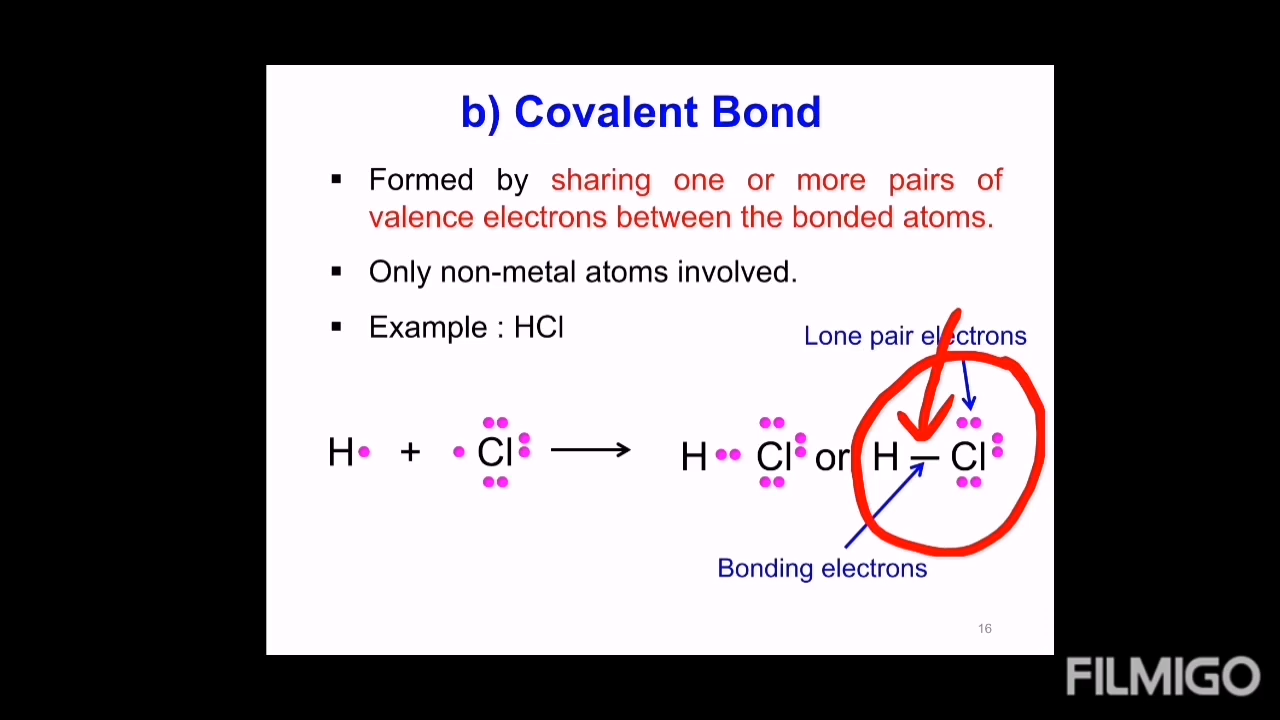 b) Covalent Bond
▪ Formed by sharing one or more pairs of
valence electrons between the bonded atoms.
▪ Only non-metal atoms involved.
▪ Example : HCl
Lone pair electrons
H + Cl H Cl or H — Cl
Bonding electrons
16
FILMIGO